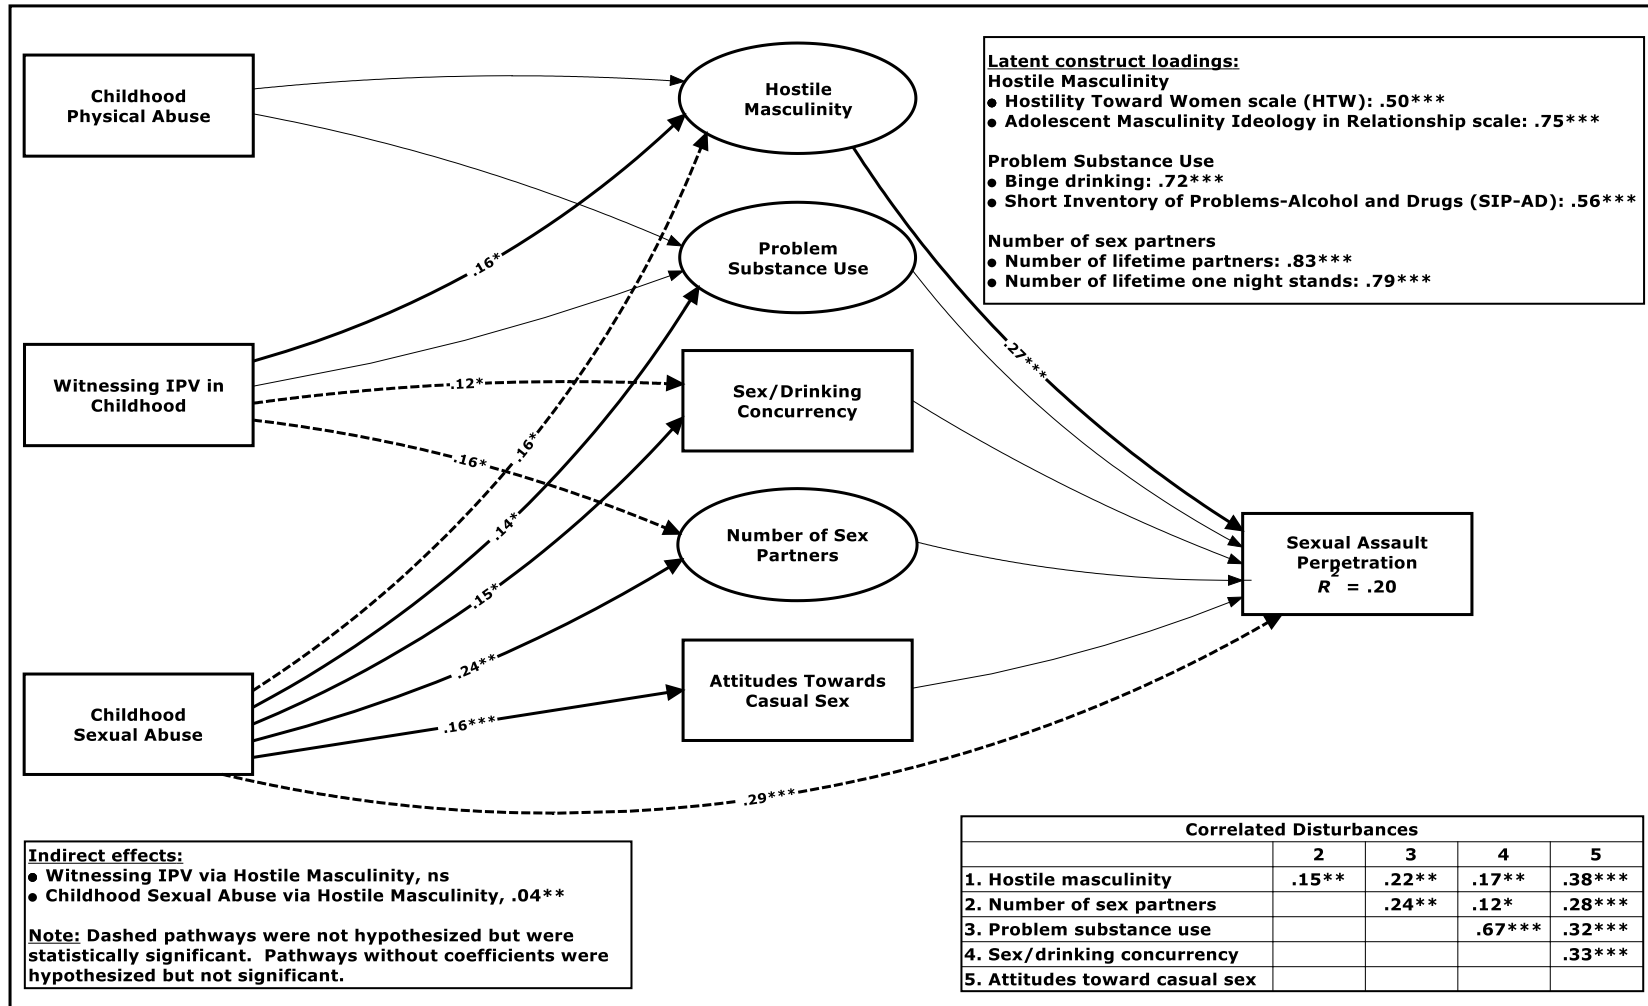 Childhood
Physical Abuse
Witnessing IPV in
Childhood
Childhood
Sexual Abuse
Hostile
Masculinity
Problem
Substance Use
Sex/Drinking
Concurrency
Number of Sex
Partners
Attitudes Towards
Casual Sex
Sexual Assault
Perpetration
R² = .20
.16*
.12*
.16*
.16*
.14*
.15*
.24**
.16***
.29***
.27***
Latent construct loadings:
Hostile Masculinity
● Hostility Toward Women scale (HTW): .50***
● Adolescent Masculinity Ideology in Relationship scale: .75***
Problem Substance Use
● Binge drinking: .72***
● Short Inventory of Problems-Alcohol and Drugs (SIP-AD): .56***
Number of sex partners
● Number of lifetime partners: .83***
● Number of lifetime one night stands: .79***
Indirect effects:
● Witnessing IPV via Hostile Masculinity, ns
● Childhood Sexual Abuse via Hostile Masculinity, .04**
Note: Dashed pathways were not hypothesized but were
statistically significant.  Pathways without coefficients were
hypothesized but not significant.
Correlated Disturbances
2 3 4 5
1. Hostile masculinity .15** .22** .17** .38***
2. Number of sex partners .24** .12* .28***
3. Problem substance use .67*** .32***
4. Sex/drinking concurrency .33***
5. Attitudes toward casual sex